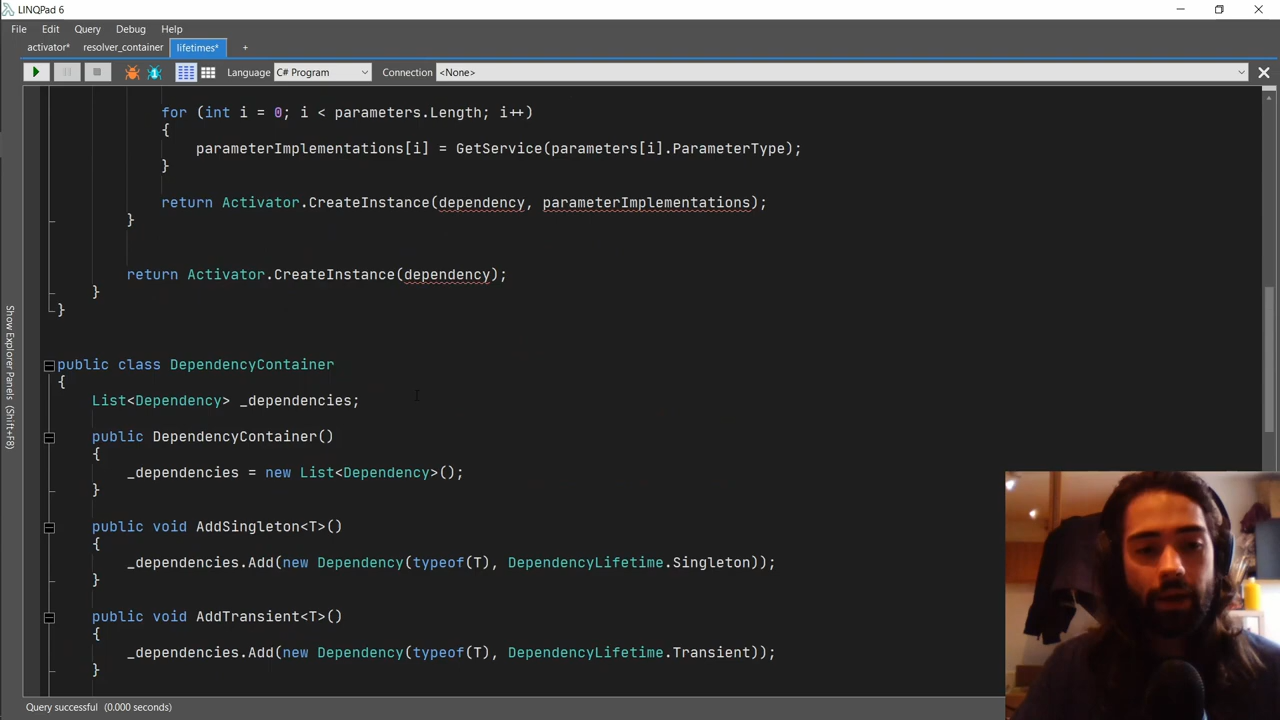 LINQPad 6
File Edit Query Debug Help
activator* resolver_container lifetimes* +
Language C# Program Connection <None>
for (int i = 0; i < parameters.Length; i++)
{
parameterImplementations[i] = GetService(parameters[i].ParameterType);
}
return Activator.CreateInstance(dependency, parameterImplementations);
}
return Activator.CreateInstance(dependency);
}
}
Show Explorer Panels (Shift+F8)
public class DependencyContainer
{
List<Dependency> _dependencies;
public DependencyContainer()
{
_dependencies = new List<Dependency>();
}
public void AddSingleton<T>()
{
_dependencies.Add(new Dependency(typeof(T), DependencyLifetime.Singleton));
}
public void AddTransient<T>()
{
_dependencies.Add(new Dependency(typeof(T), DependencyLifetime.Transient));
}
Query successful (0.000 seconds)